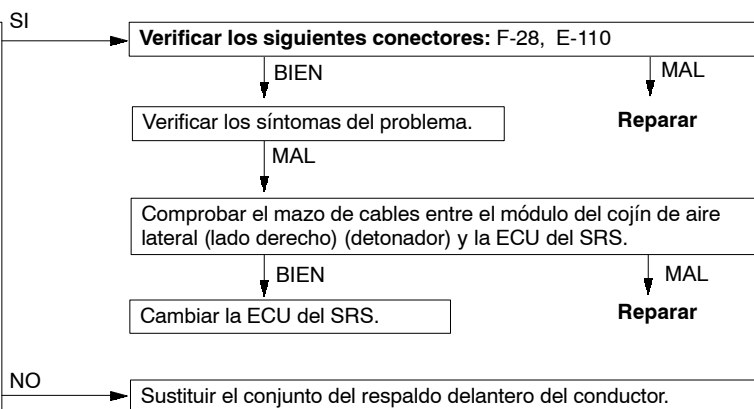 SI
Verificar los siguientes conectores: F-28, E-110
BIEN
MAL
Verificar los síntomas del problema.
Reparar
MAL
Comprobar el mazo de cables entre el módulo del cojín de aire
lateral (lado derecho) (detonador) y la ECU del SRS.
BIEN
MAL
Cambiar la ECU del SRS.
Reparar
NO
Sustituir el conjunto del respaldo delantero del conductor.